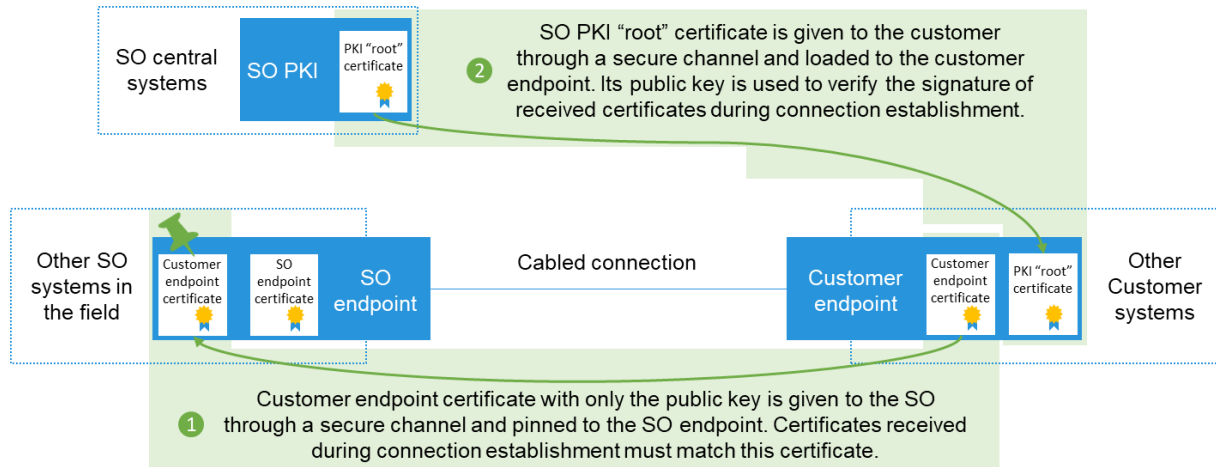 SO central
systems
SO PKI
PKI “root”
certificate
2
SO PKI “root” certificate is given to the customer
through a secure channel and loaded to the customer
endpoint. Its public key is used to verify the signature of
received certificates during connection establishment.
Other SO
systems in
the field
Customer
endpoint
certificate
SO
endpoint
certificate
SO
endpoint
Cabled connection
Customer
endpoint
Customer
endpoint
certificate
PKI “root”
certificate
Other
Customer
systems
1
Customer endpoint certificate with only the public key is given to the SO
through a secure channel and pinned to the SO endpoint. Certificates received
during connection establishment must match this certificate.